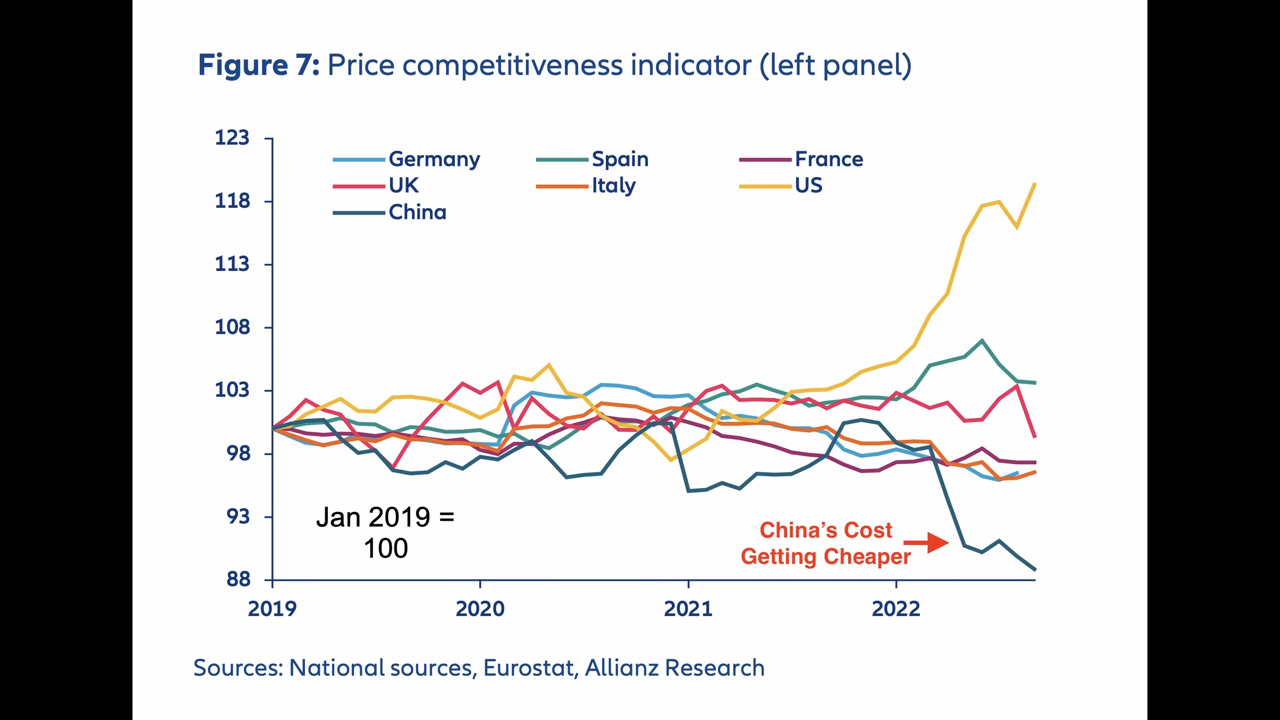 Figure 7: Price competitiveness indicator (left panel)
123
118
113
108
103
98
93
88
Germany
Spain
France
UK
Italy
US
China
Jan 2019 =
100
China's Cost
Getting Cheaper
2019
2020
2021
2022
Sources: National sources, Eurostat, Allianz Research